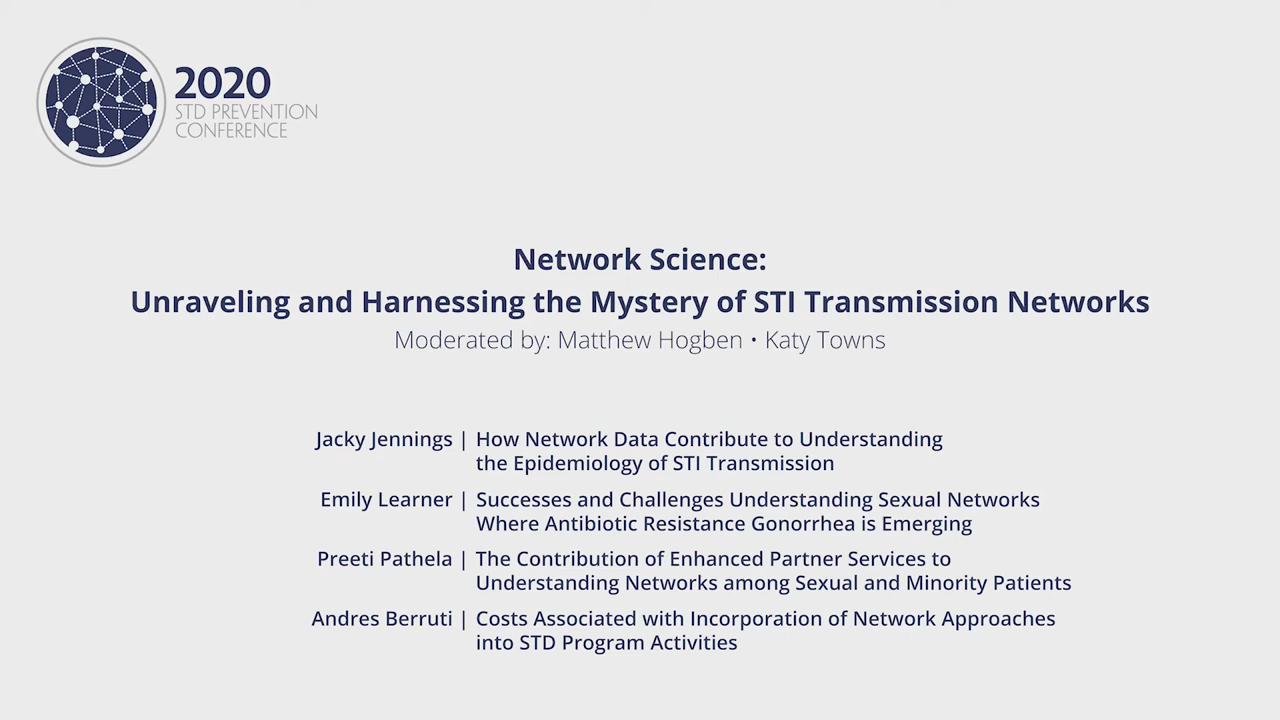 2020
STD PREVENTION
CONFERENCE
Network Science:
Unraveling and Harnessing the Mystery of STI Transmission Networks
Moderated by: Matthew Hogben • Katy Towns
Jacky Jennings | How Network Data Contribute to Understanding
the Epidemiology of STI Transmission
Emily Learner | Successes and Challenges Understanding Sexual Networks
Where Antibiotic Resistance Gonorrhea is Emerging
Preeti Pathela | The Contribution of Enhanced Partner Services to
Understanding Networks among Sexual and Minority Patients
Andres Berruti | Costs Associated with Incorporation of Network Approaches
into STD Program Activities